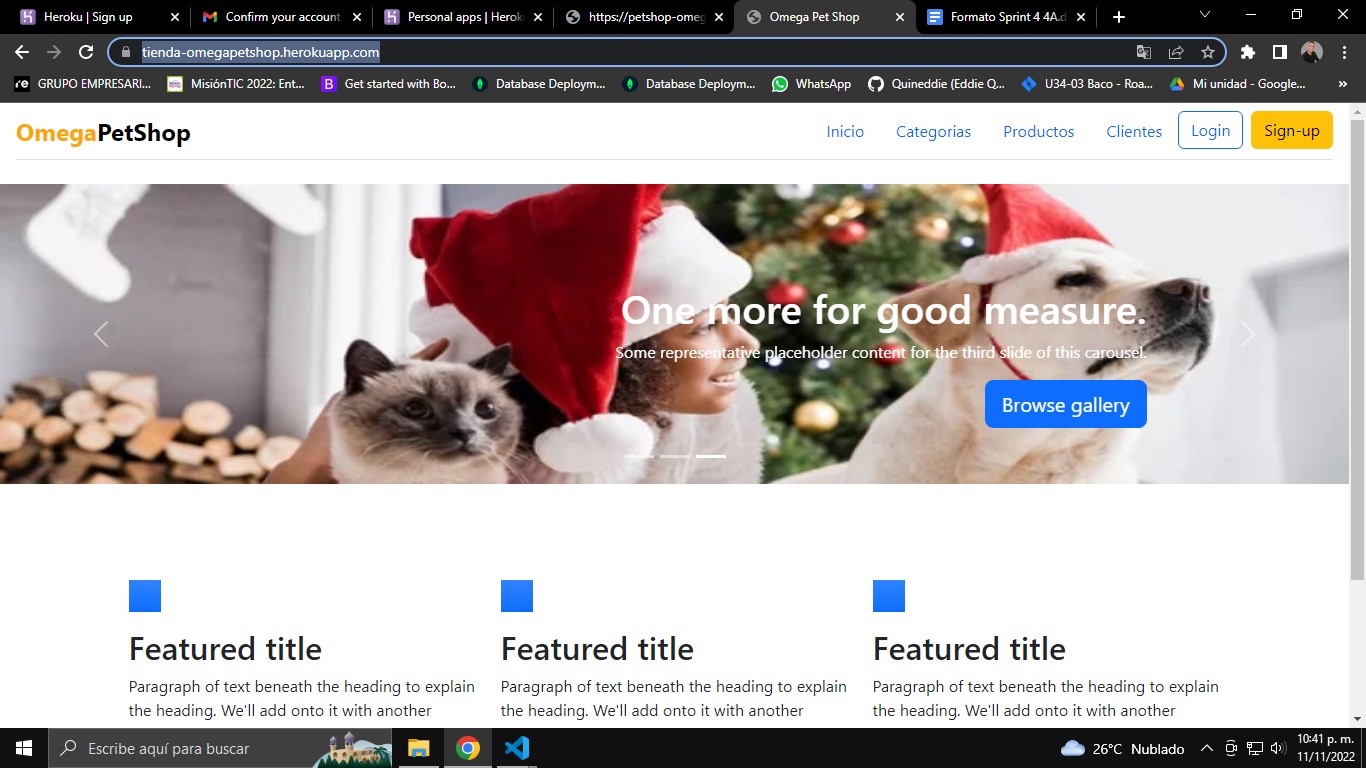 Heroku | Sign up
Confirm your account
Personal apps | Herok
https://petshop-omeg
Omega Pet Shop
Formato Sprint 4 4A.d
tienda-omegapetshop.herokuapp.com
GRUPO EMPRESARI...
MisiónTIC 2022: Ent...
Get started with Bo...
Database Deploym...
Database Deploym...
WhatsApp
Quineddie (Eddie Q...
U34-03 Baco - Roa...
Mi unidad - Google...
OmegaPetShop
Inicio
Categorias
Productos
Clientes
Login
Sign-up
One more for good measure.
Some representative placeholder content for the third slide of this carousel.
Browse gallery
Featured title
Paragraph of text beneath the heading to explain
the heading. We'll add onto it with another
Featured title
Paragraph of text beneath the heading to explain
the heading. We'll add onto it with another
Featured title
Paragraph of text beneath the heading to explain
the heading. We'll add onto it with another
Escribe aquí para buscar
26°C Nublado
10:41 p. m.
11/11/2022